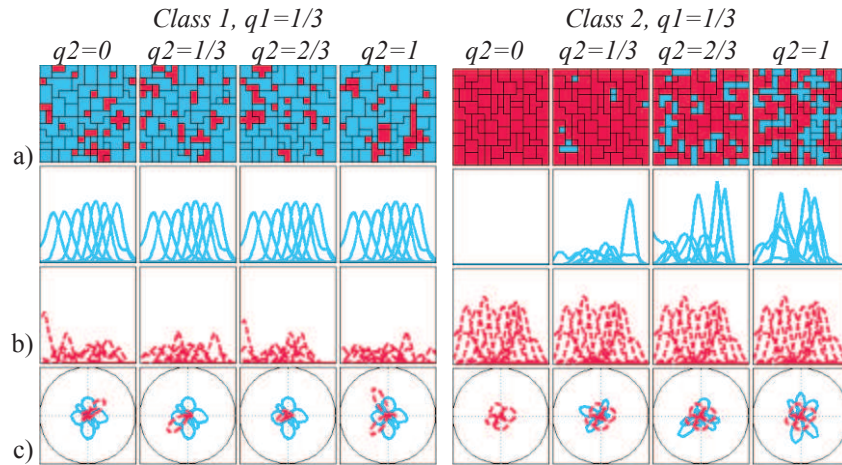 Class 1, q1=1/3
Class 2, q1=1/3
q2=0 q2=1/3 q2=2/3 q2=1
q2=0 q2=1/3 q2=2/3 q2=1
a)
b)
c)